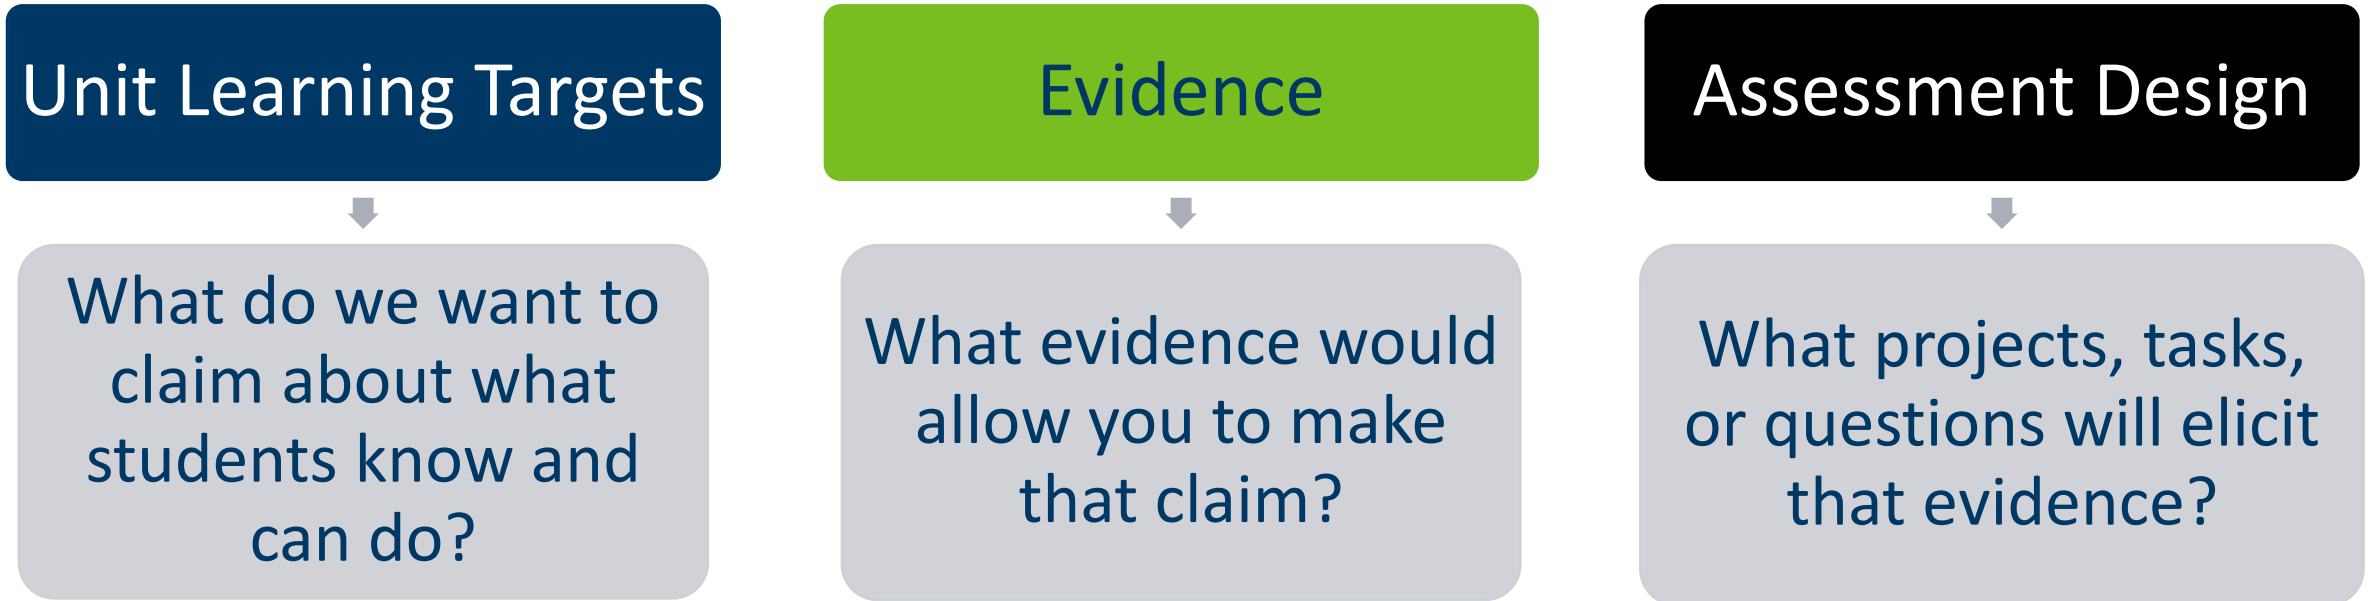 Unit Learning Targets
What do we want to
claim about what
students know and
can do?
Evidence
What evidence would
allow you to make
that claim?
Assessment Design
What projects, tasks,
or questions will elicit
that evidence?